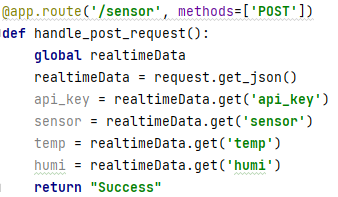 @app.route('/sensor', methods=['POST'])
def handle_post_request():
    global realtimeData
    realtimeData = request.get_json()
    api_key = realtimeData.get('api_key')
    sensor = realtimeData.get('sensor')
    temp = realtimeData.get('temp')
    humi = realtimeData.get('humi')
    return "Success"